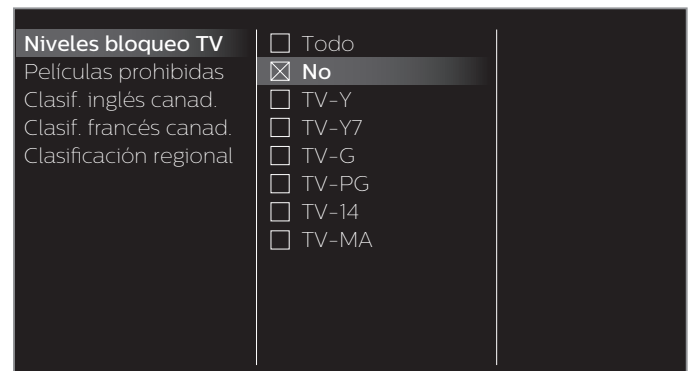 Niveles bloqueo TV
Películas prohibidas
Clasif. inglés canad.
Clasif. francés canad.
Clasificación regional
Todo
No
TV-Y
TV-Y7
TV-G
TV-PG
TV-14
TV-MA